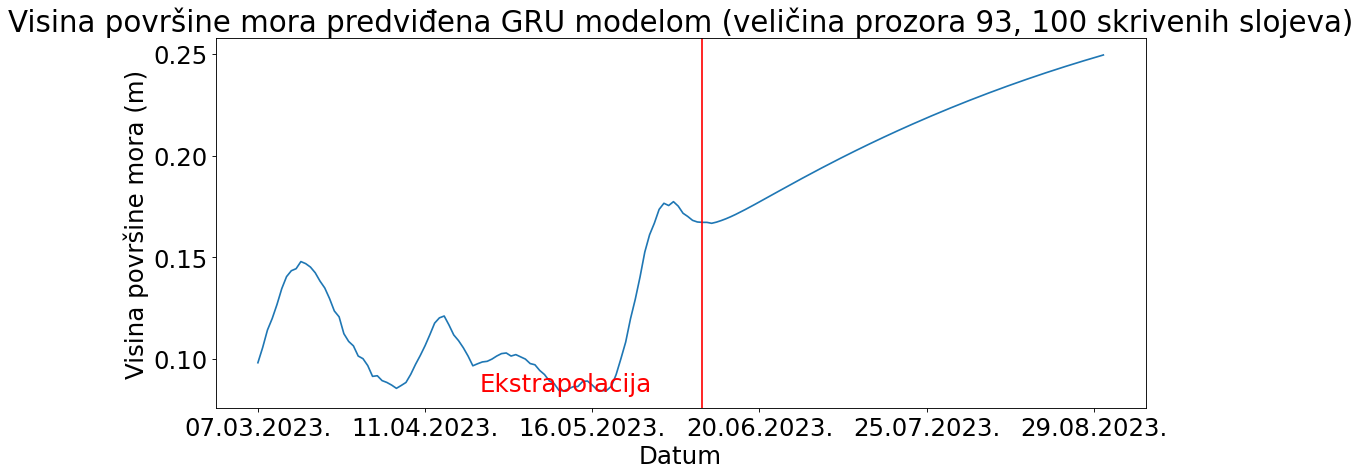 Visina površine mora predviđena GRU modelom (veličina prozora 93, 100 skrivenih slojeva)
Visina površine mora (m)
0.25
0.20
0.15
0.10
Ekstrapolacija
07.03.2023. 11.04.2023. 16.05.2023. 20.06.2023. 25.07.2023. 29.08.2023.
Datum